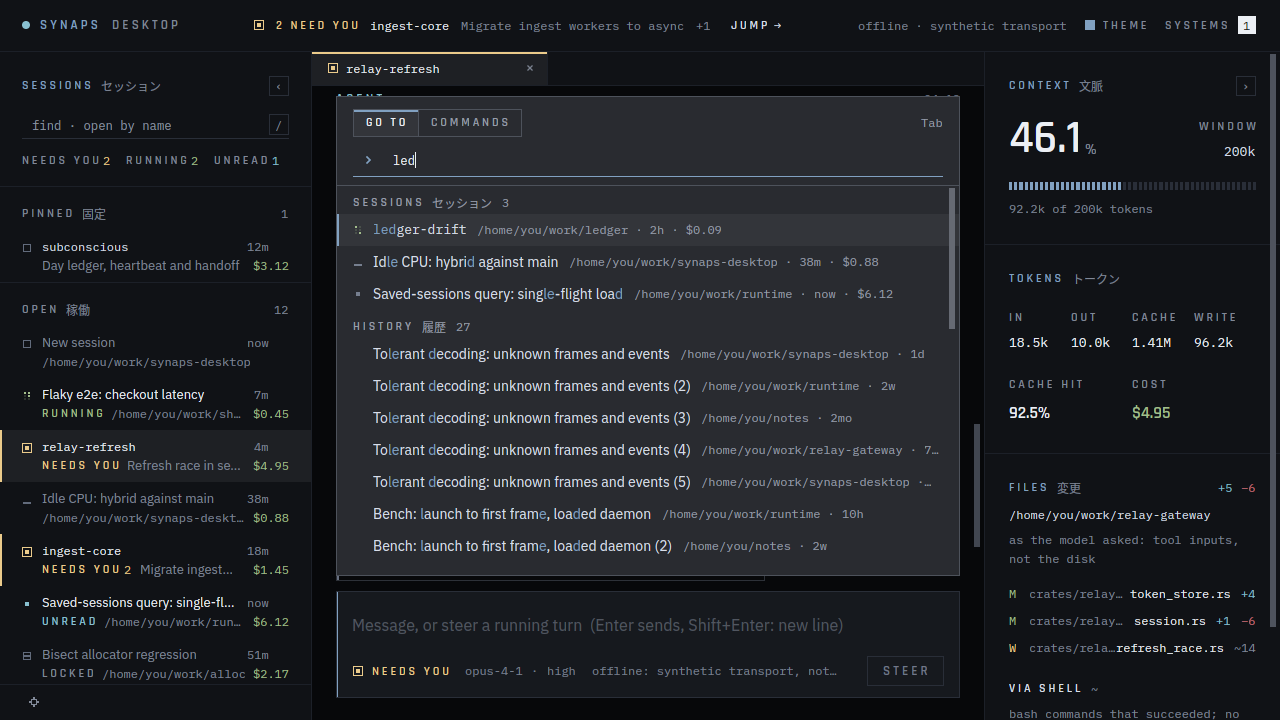 SYNAPS DESKTOP
2 NEED YOU ingest-core Migrate ingest workers to async +1 JUMP →
offline · synthetic transport THEME SYSTEMS 1
SESSIONS セッション ‹
find · open by name /
NEEDS YOU 2 RUNNING 2 UNREAD 1
PINNED 固定 1
subconscious 12m
Day ledger, heartbeat and handoff $3.12
OPEN 稼働 12
New session now
/home/you/work/synaps-desktop
Flaky e2e: checkout latency 7m
RUNNING /home/you/work/sh… $0.45
relay-refresh 4m
NEEDS YOU Refresh race in se… $4.95
Idle CPU: hybrid against main 38m
/home/you/work/synaps-deskt… $0.88
ingest-core 18m
NEEDS YOU 2 Migrate ingest… $1.45
Saved-sessions query: single-fl… now
UNREAD /home/you/work/run… $6.12
Bisect allocator regression 51m
LOCKED /home/you/work/alloc $2.17
relay-refresh ×
GO TO COMMANDS Tab
› led
SESSIONS セッション 3
ledger-drift /home/you/work/ledger · 2h · $0.09
Idle CPU: hybrid against main /home/you/work/synaps-desktop · 38m · $0.88
Saved-sessions query: single-flight load /home/you/work/runtime · now · $6.12
HISTORY 履歴 27
Tolerant decoding: unknown frames and events /home/you/work/synaps-desktop · 1d
Tolerant decoding: unknown frames and events (2) /home/you/work/runtime · 2w
Tolerant decoding: unknown frames and events (3) /home/you/notes · 2mo
Tolerant decoding: unknown frames and events (4) /home/you/work/relay-gateway · 7…
Tolerant decoding: unknown frames and events (5) /home/you/work/synaps-desktop ·…
Bench: launch to first frame, loaded daemon /home/you/work/runtime · 10h
Bench: launch to first frame, loaded daemon (2) /home/you/notes · 2w
Message, or steer a running turn (Enter sends, Shift+Enter: new line)
NEEDS YOU opus-4-1 · high offline: synthetic transport, not… STEER
CONTEXT 文脈 ›
46.1% WINDOW
200k
92.2k of 200k tokens
TOKENS トークン
IN OUT CACHE WRITE
18.5k 10.0k 1.41M 96.2k
CACHE HIT COST
92.5% $4.95
FILES 変更 +5 −6
/home/you/work/relay-gateway
as the model asked: tool inputs,
not the disk
M crates/relay… token_store.rs +4
M crates/relay… session.rs +1 −6
W crates/rela… refresh_race.rs ~14
VIA SHELL ~
bash commands that succeeded; no